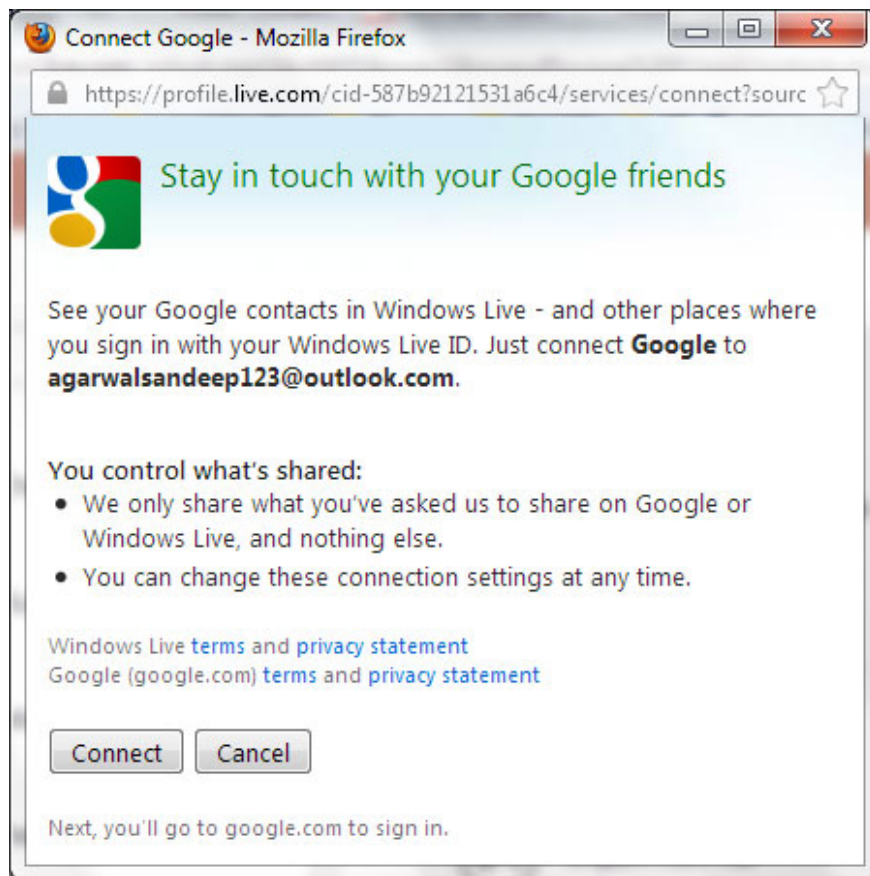 Connect Google - Mozilla Firefox
https://profile.live.com/cid-587b92121531a6c4/services/connect?sourc
Stay in touch with your Google friends
See your Google contacts in Windows Live - and other places where
you sign in with your Windows Live ID. Just connect Google to
agarwalsandeep123@outlook.com.
You control what's shared:
• We only share what you've asked us to share on Google or
Windows Live, and nothing else.
• You can change these connection settings at any time.
Windows Live terms and privacy statement
Google (google.com) terms and privacy statement
Connect Cancel
Next, you'll go to google.com to sign in.